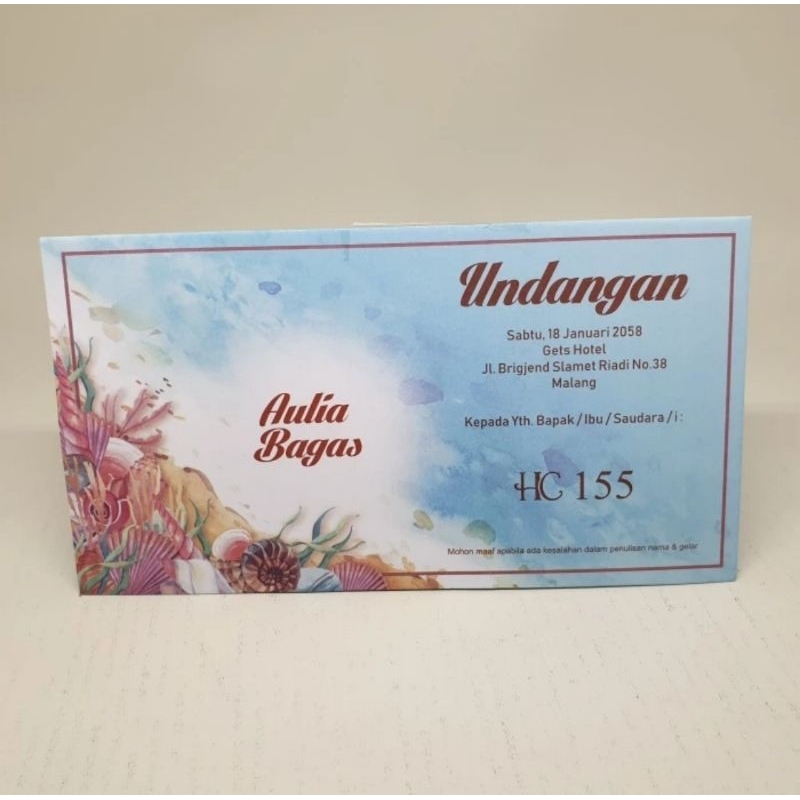 Undangan
Sabtu, 18 Januari 2058
Gets Hotel
Jl. Brigjend Slamet Riadi No.38
Malang
Kepada Yth. Bapak / Ibu / Saudara / i :
HC 155
Mohon maaf apabila ada kesalahan dalam penulisan nama & gelar
Aulia
Bagas